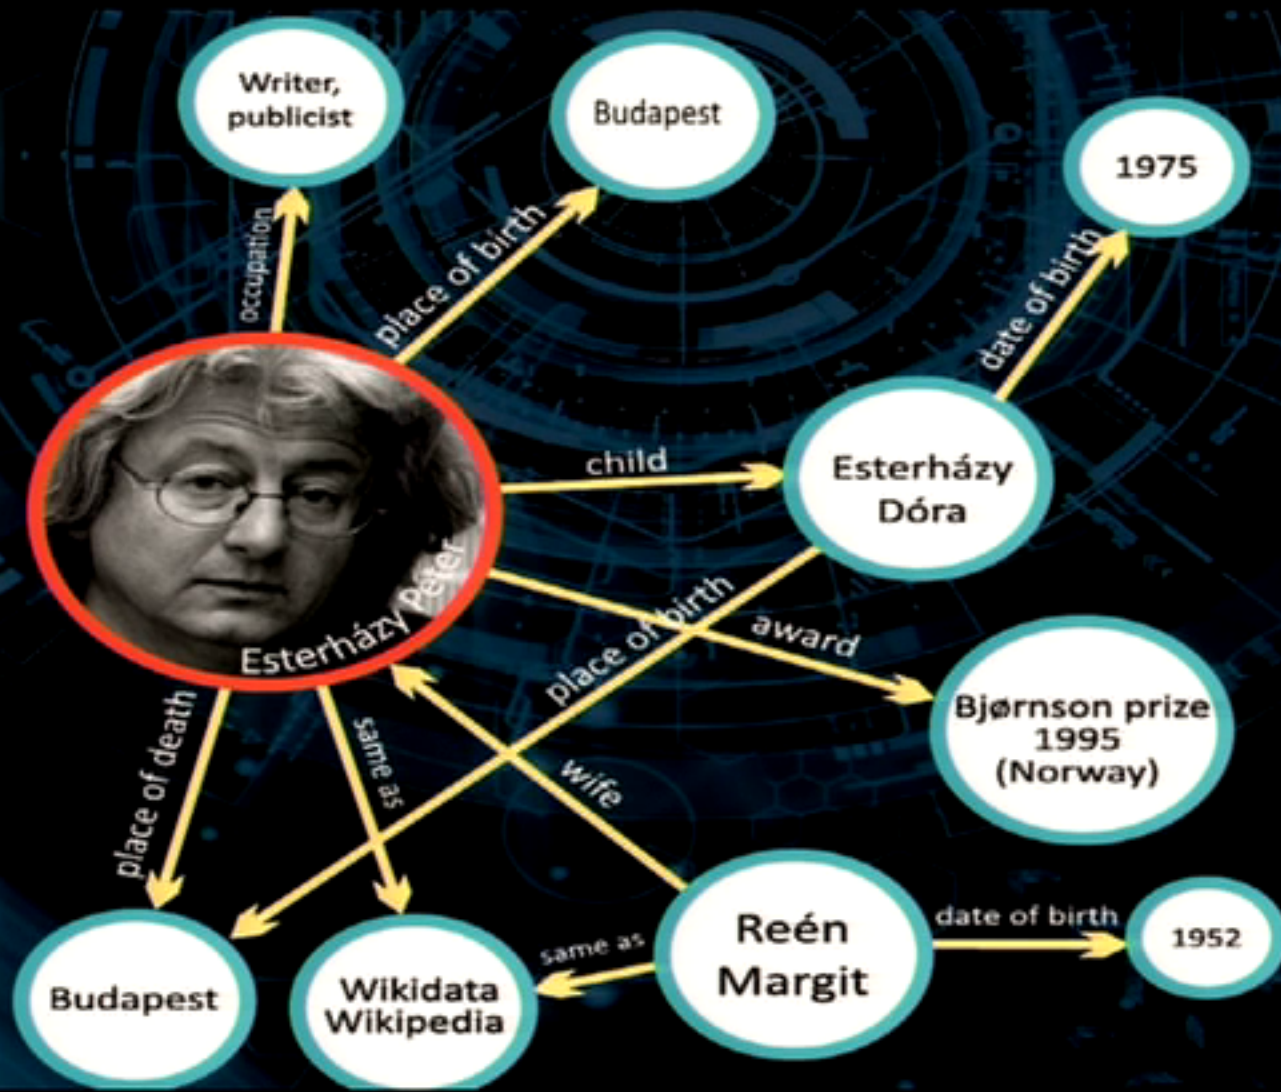 Writer,
publicist
Budapest
1975
occupation
place of birth
date of birth
child
Esterházy
Dóra
Esterházy Péter
place of birth
award
Bjørnson prize
1995
(Norway)
place of death
same as
wife
Reén
Margit
date of birth
1952
same as
Budapest
Wikidata
Wikipedia